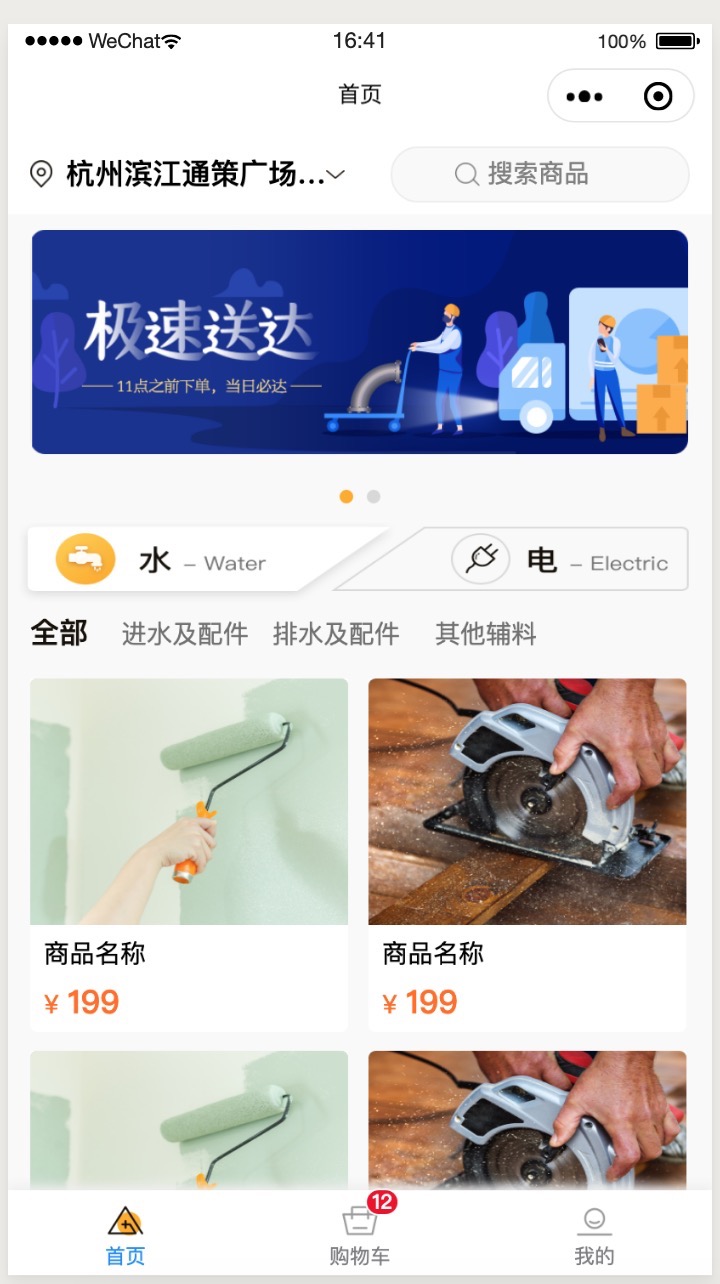 ●●●●● WeChat 16:41 100%
首页
杭州滨江通策广场... 搜索商品
极速送达
11点之前下单，当日必达
水 – Water 电 – Electric
全部 进水及配件 排水及配件 其他辅料
商品名称 商品名称
¥ 199 ¥ 199
12
首页 购物车 我的